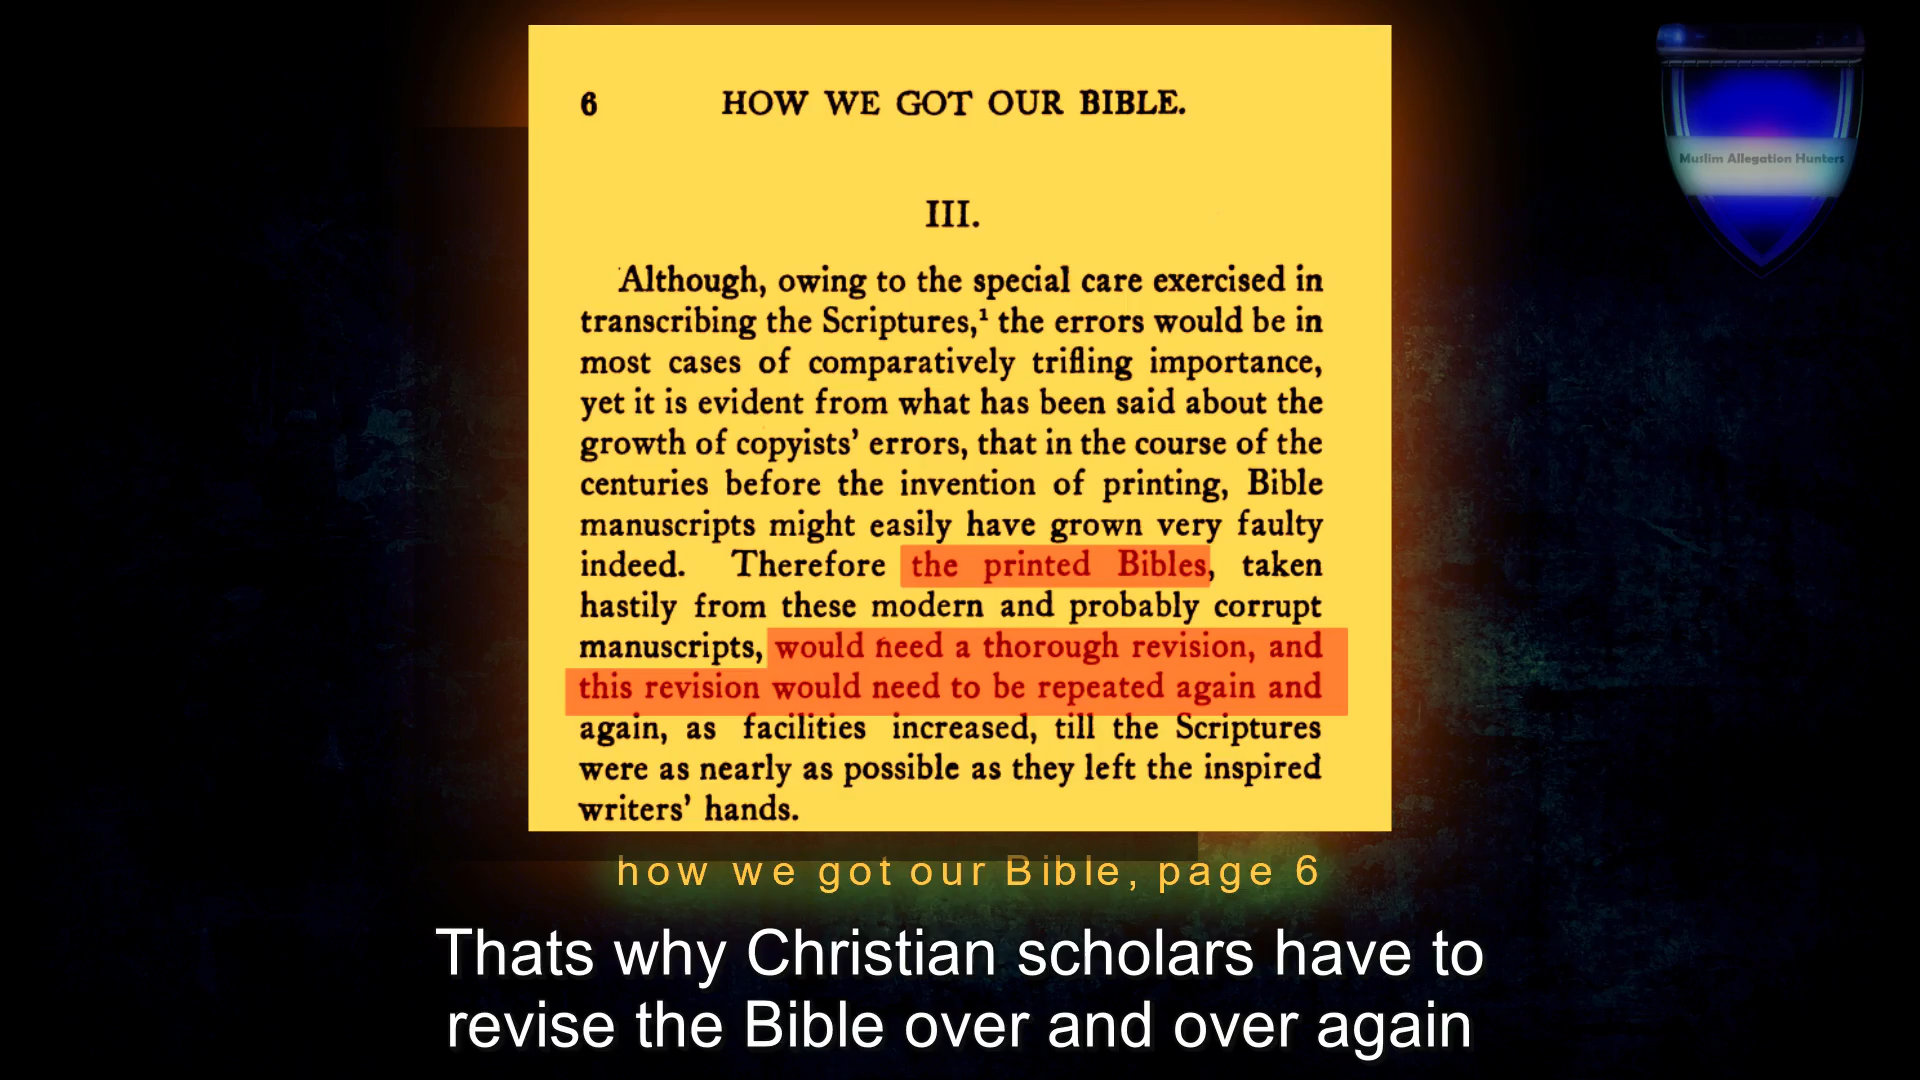 6 HOW WE GOT OUR BIBLE.
Muslim Allegation Hunters
III.
Although, owing to the special care exercised in
transcribing the Scriptures,¹ the errors would be in
most cases of comparatively trifling importance,
yet it is evident from what has been said about the
growth of copyists' errors, that in the course of the
centuries before the invention of printing, Bible
manuscripts might easily have grown very faulty
indeed. Therefore the printed Bibles, taken
hastily from these modern and probably corrupt
manuscripts, would need a thorough revision, and
this revision would need to be repeated again and
again, as facilities increased, till the Scriptures
were as nearly as possible as they left the inspired
writers' hands.
how we got our Bible, page 6
Thats why Christian scholars have to
revise the Bible over and over again